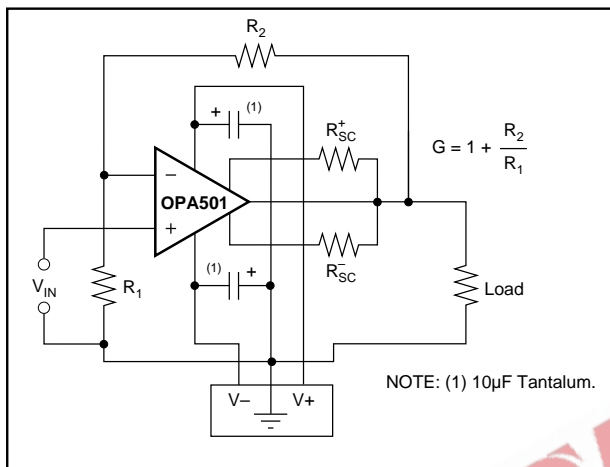 R2
(1)
+
R+SC
G = 1 + R2/R1
−
OPA501
+
R−SC
(1)
+
VIN
R1
Load
V− V+
NOTE: (1) 10µF Tantalum.